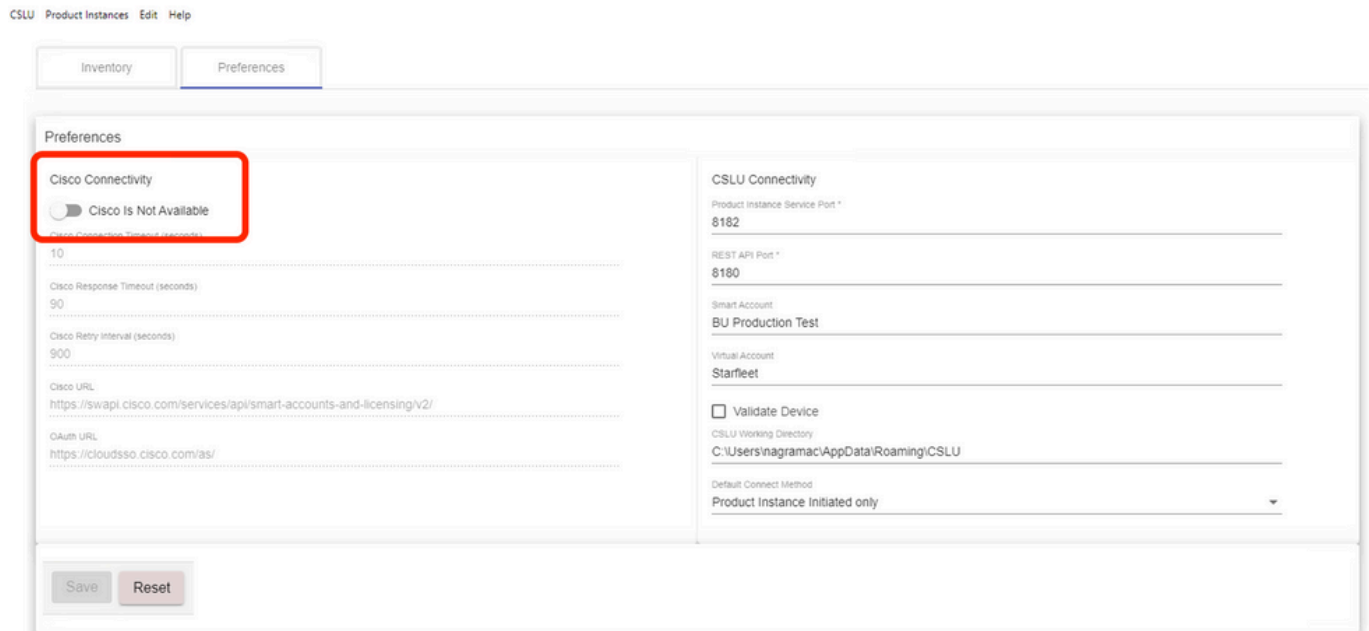 CSLU Product Instances Edit Help
Inventory Preferences
Preferences
Cisco Connectivity
Cisco Is Not Available
Cisco Connection Timeout (seconds)
10
Cisco Response Timeout (seconds)
90
Cisco Retry Interval (seconds)
900
Cisco URL
https://swapi.cisco.com/services/api/smart-accounts-and-licensing/v2/
OAuth URL
https://cloudsso.cisco.com/as/
CSLU Connectivity
Product Instance Service Port *
8182
REST API Port *
8180
Smart Account
BU Production Test
Virtual Account
Starfleet
Validate Device
CSLU Working Directory
C:\Users\nagramac\AppData\Roaming\CSLU
Default Connect Method
Product Instance Initiated only
Save Reset